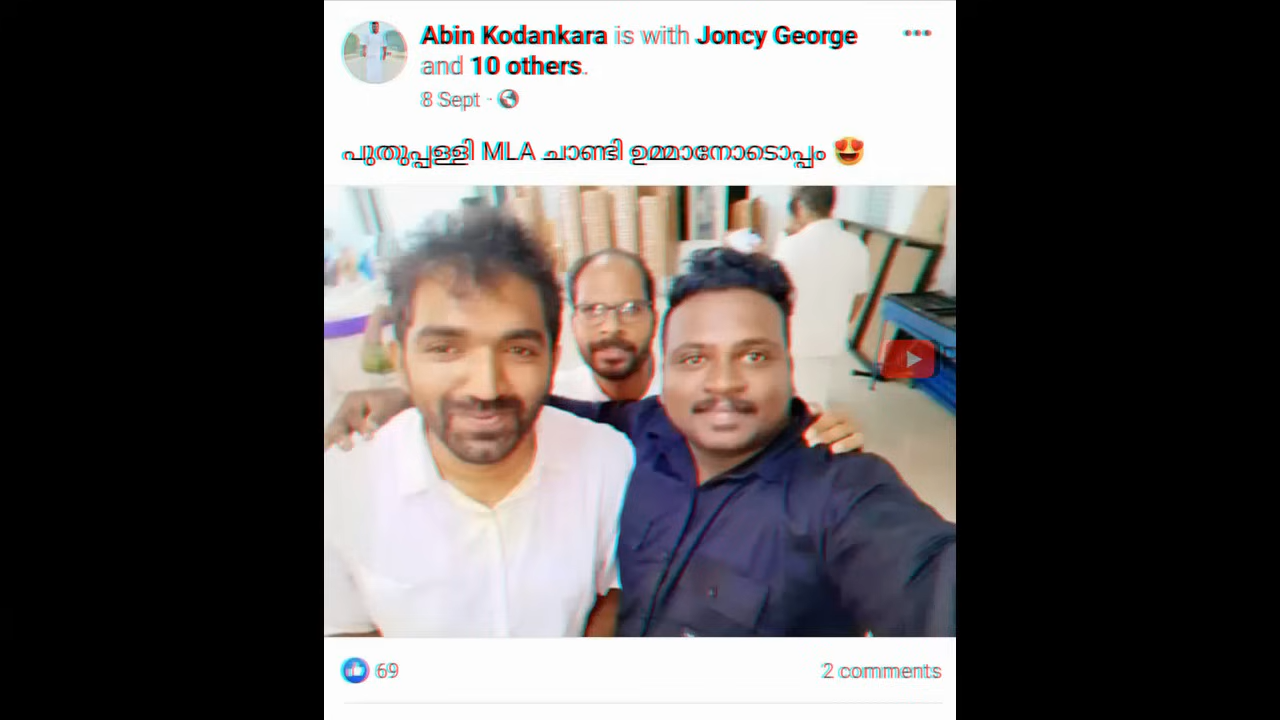 Abin Kodankara is with Joncy George
and 10 others.
8 Sept ·
പുതുപ്പള്ളി MLA ചാണ്ടി ഉമ്മാനോടൊപ്പം 😍
69
2 comments